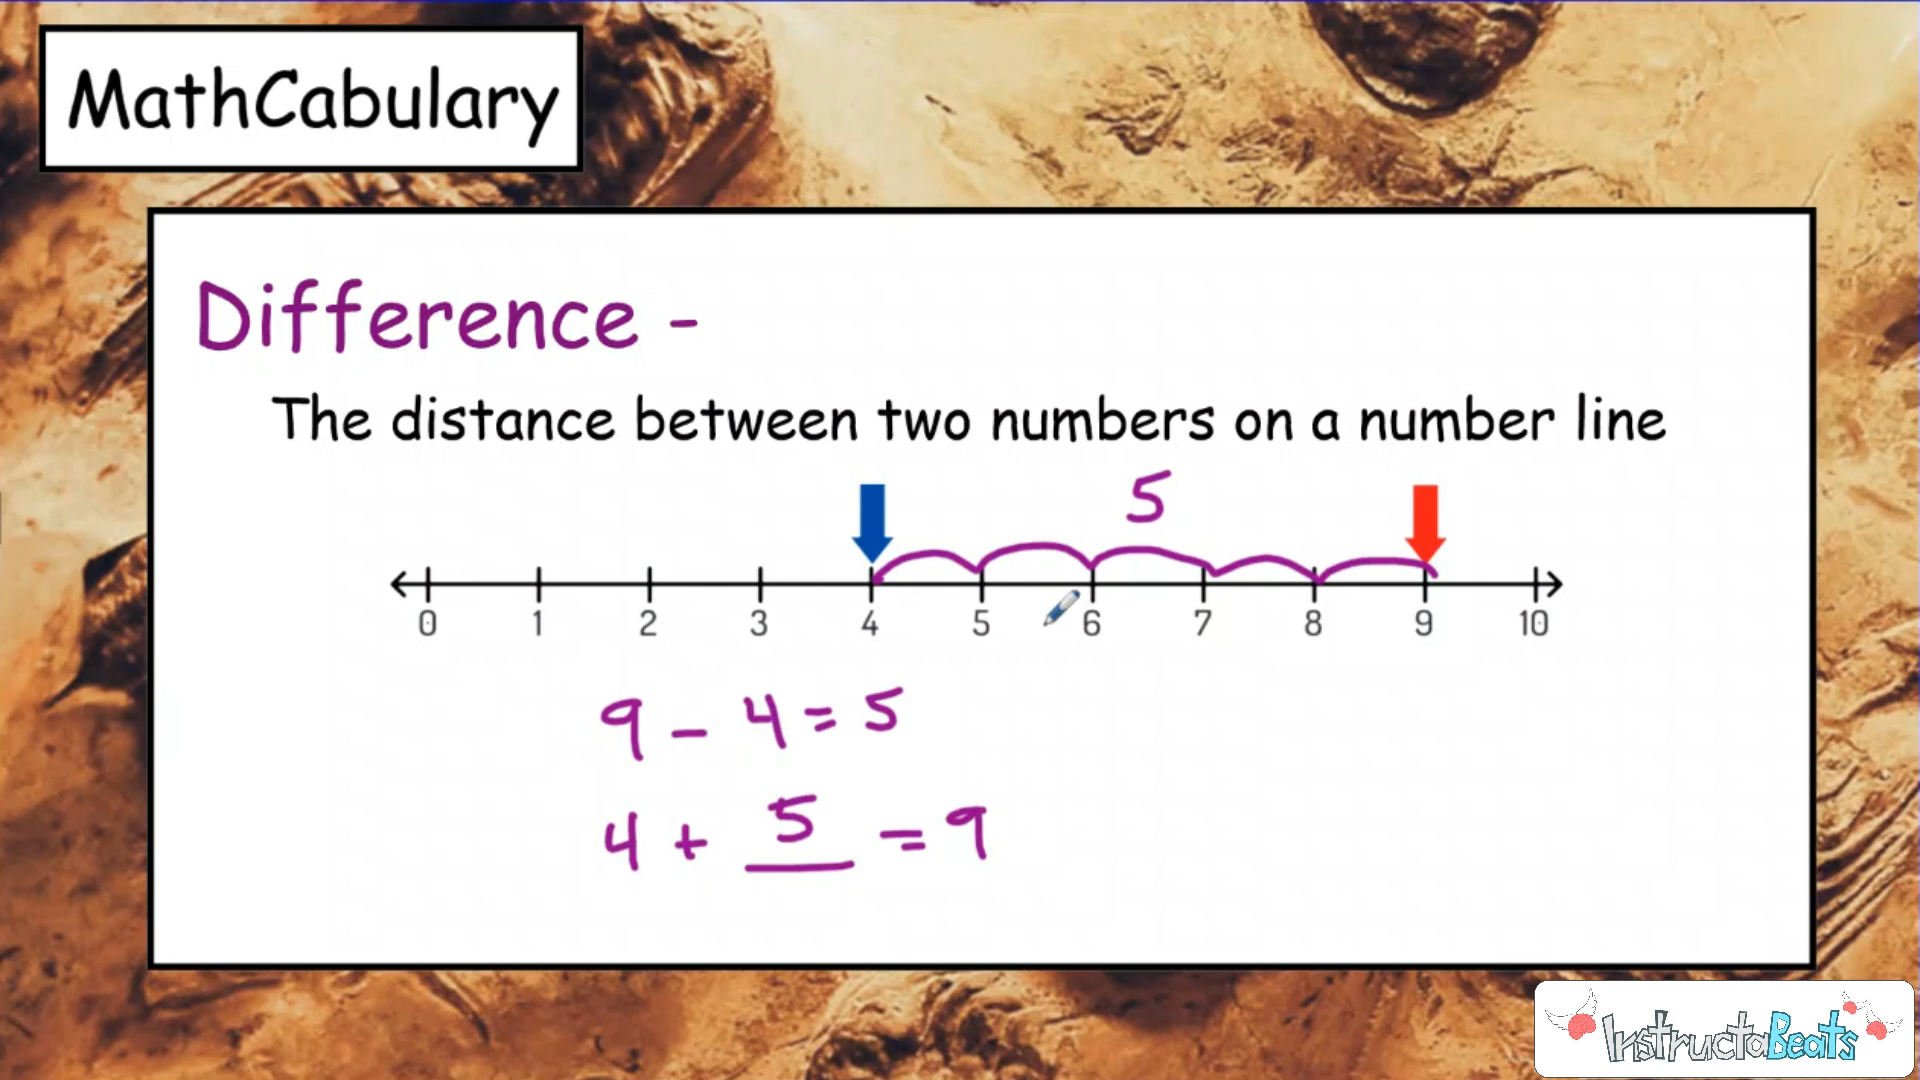 MathCabulary
Difference -
The distance between two numbers on a number line
5
0 1 2 3 4 5 6 7 8 9 10
9 - 4 = 5
4 + 5 = 9
InstructaBeats